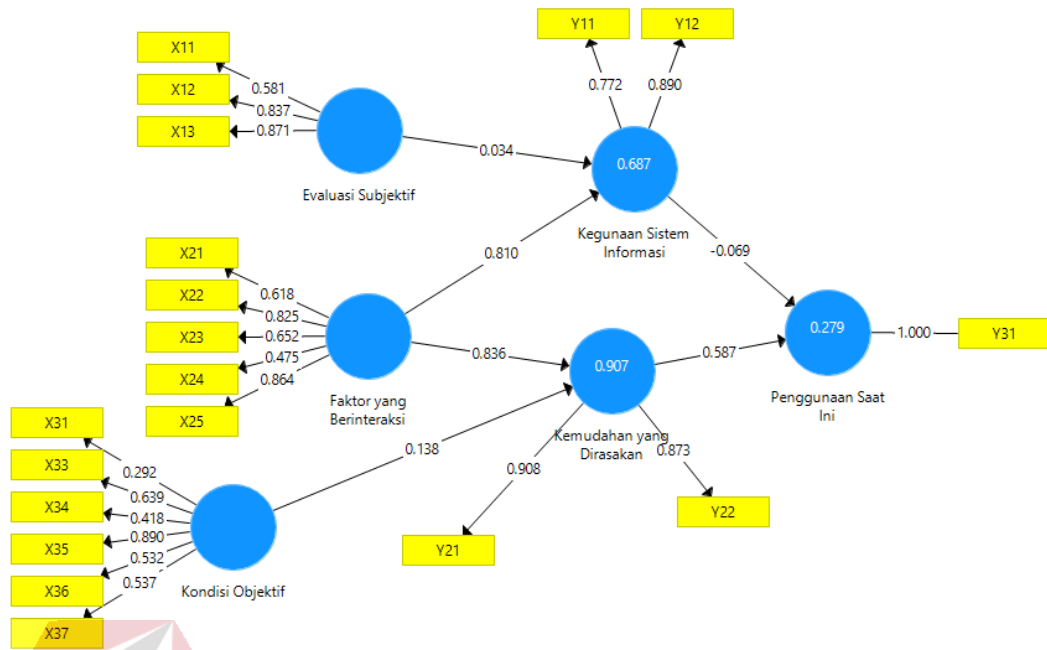 Y11
Y12
X11
X12
X13
0.581
0.837
0.871
0.772
0.890
0.034
0.687
Evaluasi Subjektif
Kegunaan Sistem
Informasi
X21
X22
X23
X24
X25
0.618
0.825
0.652
0.475
0.864
0.810
-0.069
0.279
1.000
Y31
Penggunaan Saat
Ini
0.836
0.907
0.587
Faktor yang
Berinteraksi
Kemudahan yang
Dirasakan
X31
X33
X34
X35
X36
X37
0.292
0.639
0.418
0.890
0.532
0.537
0.138
0.908
0.873
Y21
Y22
Kondisi Objektif